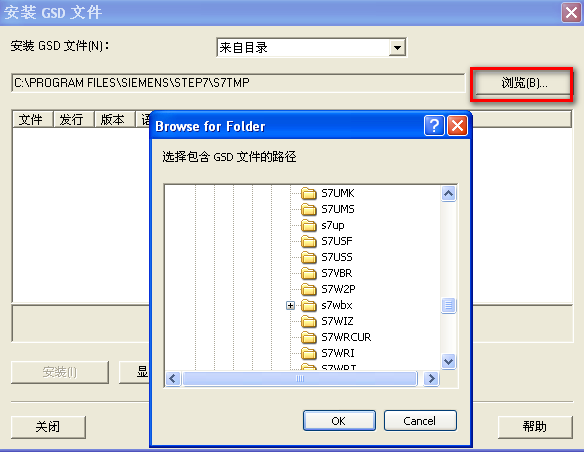 安装 GSD 文件
安装 GSD 文件(N):
来自目录
C:\PROGRAM FILES\SIEMENS\STEP7\S7TMP
浏览(B)...
文件 发行 版本
Browse for Folder
选择包含 GSD 文件的路径
S7UMK
S7UMS
s7up
S7USF
S7USS
S7VBR
S7W2P
s7wbx
S7WIZ
S7WRCUR
S7WRI
安装(I)
显
OK
Cancel
关闭
帮助